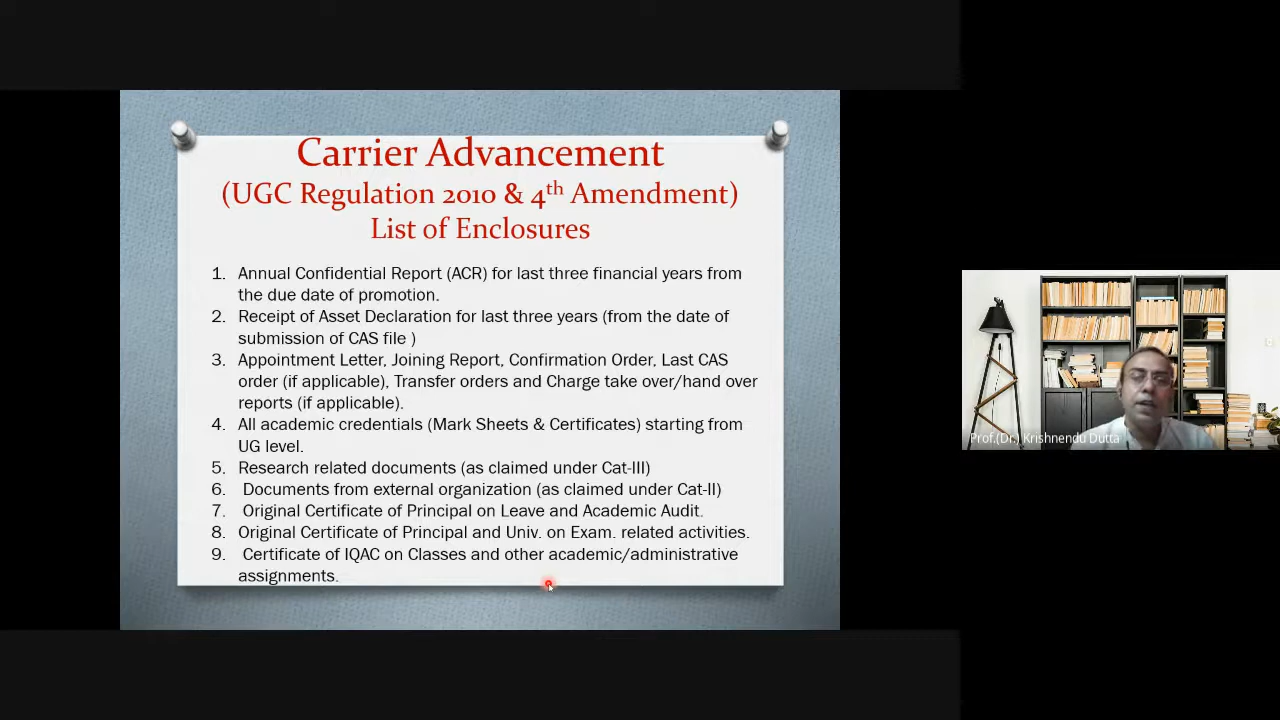 Carrier Advancement
(UGC Regulation 2010 & 4th Amendment)
List of Enclosures
1. Annual Confidential Report (ACR) for last three financial years from
the due date of promotion.
2. Receipt of Asset Declaration for last three years (from the date of
submission of CAS file )
3. Appointment Letter, Joining Report, Confirmation Order, Last CAS
order (if applicable), Transfer orders and Charge take over/hand over
reports (if applicable).
4. All academic credentials (Mark Sheets & Certificates) starting from
UG level.
5. Research related documents (as claimed under Cat-III)
6. Documents from external organization (as claimed under Cat-II)
7. Original Certificate of Principal on Leave and Academic Audit.
8. Original Certificate of Principal and Univ. on Exam. related activities.
9. Certificate of IQAC on Classes and other academic/administrative
assignments.
Prof.(Dr.) Krishnendu Dutta